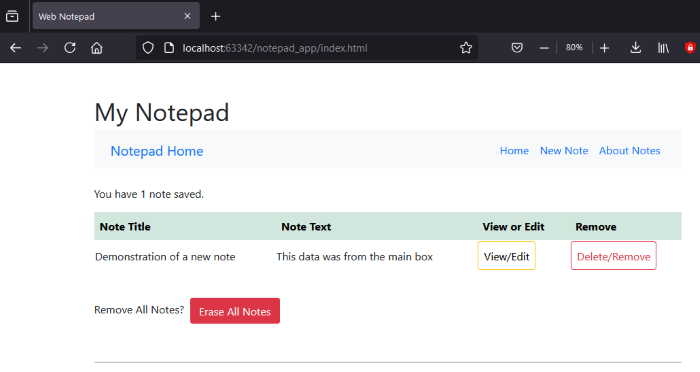 Web Notepad
localhost:63342/notepad_app/index.html
80%
My Notepad
Notepad Home Home New Note About Notes
You have 1 note saved.
Note Title Note Text View or Edit Remove
Demonstration of a new note This data was from the main box View/Edit Delete/Remove
Remove All Notes? Erase All Notes